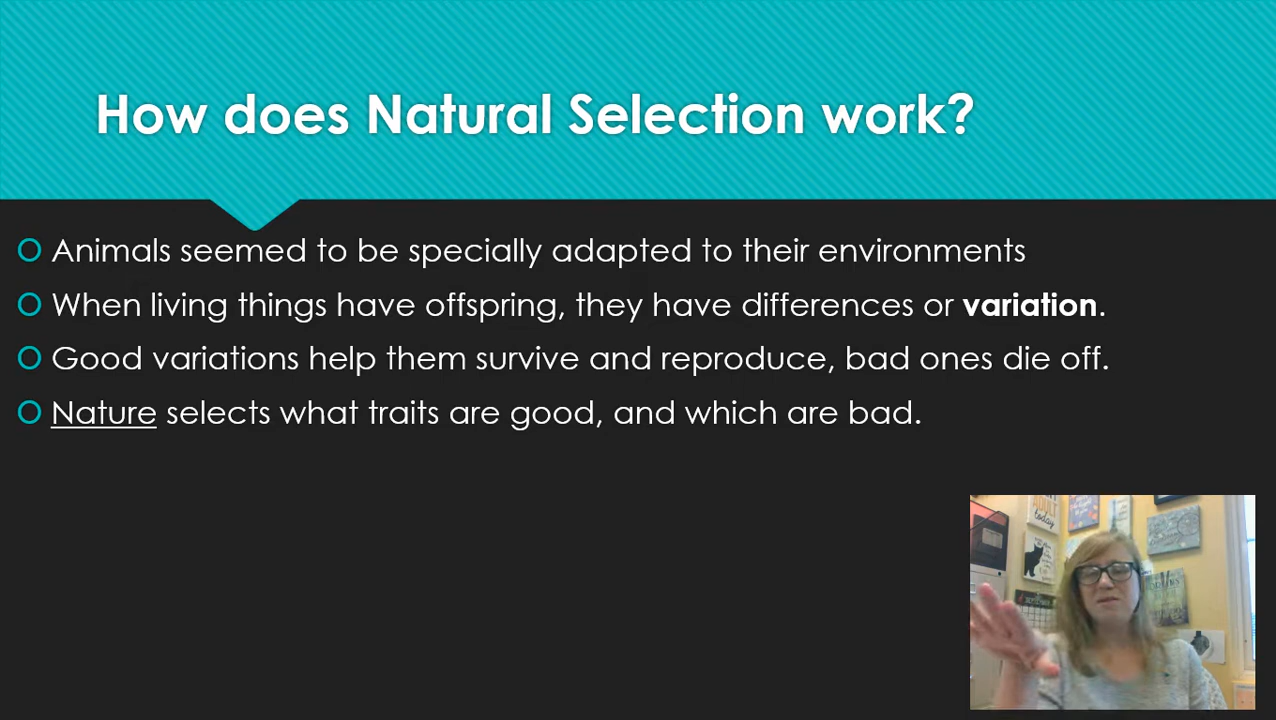 How does Natural Selection work?
Animals seemed to be specially adapted to their environments
When living things have offspring, they have differences or variation.
Good variations help them survive and reproduce, bad ones die off.
Nature selects what traits are good, and which are bad.
ADULT
today